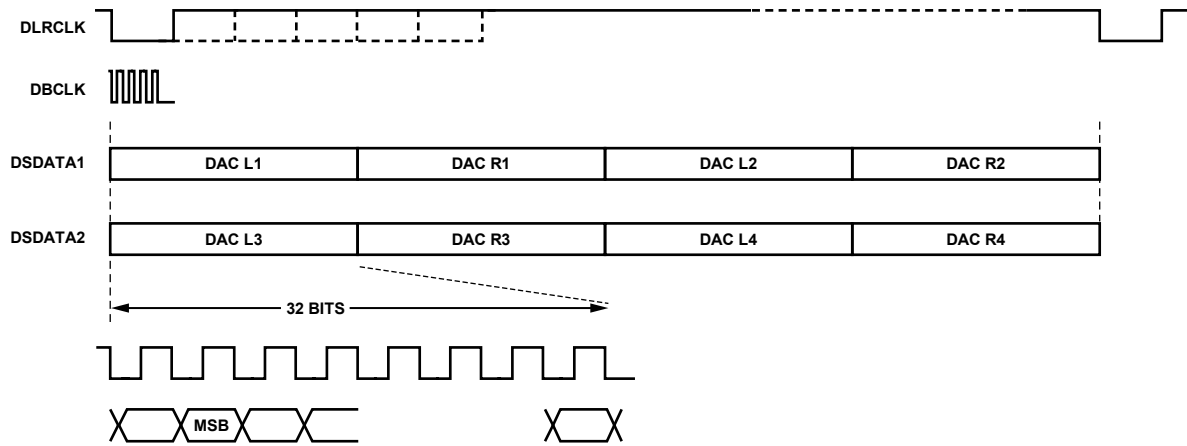 DLRCLK
DBCLK
DSDATA1 DAC L1 DAC R1 DAC L2 DAC R2
DSDATA2 DAC L3 DAC R3 DAC L4 DAC R4
32 BITS
MSB